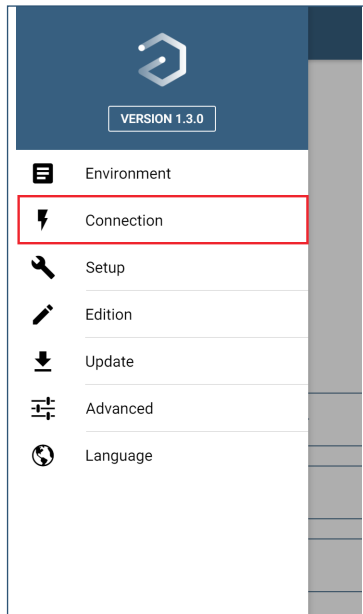 VERSION 1.3.0
Environment
Connection
Setup
Edition
Update
Advanced
Language